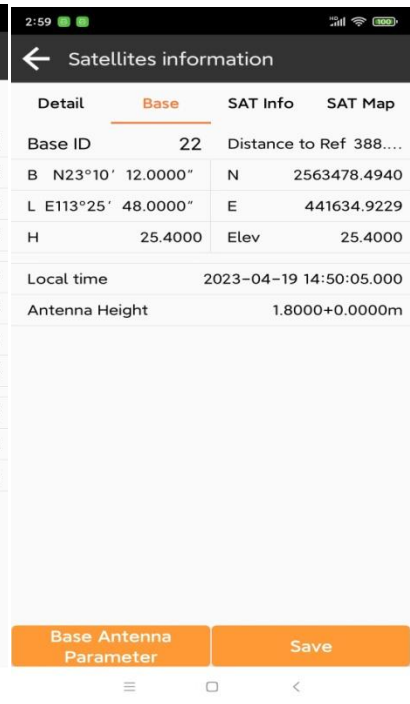 2:59 100
Satellites information
Detail Base SAT Info SAT Map
Base ID 22 Distance to Ref 388....
B N23°10′ 12.0000″ N 2563478.4940
L E113°25′ 48.0000″ E 441634.9229
H 25.4000 Elev 25.4000
Local time 2023-04-19 14:50:05.000
Antenna Height 1.8000+0.0000m
Base Antenna
Parameter
Save